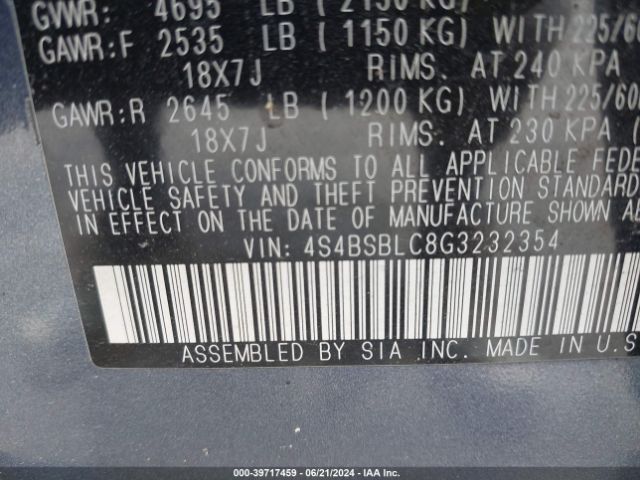 GVWR: 4695 LB ( 2150 KG)
GAWR:F 2535 LB ( 1150 KG) WITH 225/60
18X7J RIMS. AT 240 KPA
GAWR:R 2645 LB ( 1200 KG) WITH 225/60
18X7J RIMS. AT 230 KPA (
THIS VEHICLE CONFORMS TO ALL APPLICABLE FEDE
VEHICLE SAFETY AND THEFT PREVENTION STANDARD
IN EFFECT ON THE DATE OF MANUFACTURE SHOWN A
VIN: 4S4BSBLC8G3232354
ASSEMBLED BY SIA INC. MADE IN U.S
000-39717459 - 06/21/2024 - IAA Inc.